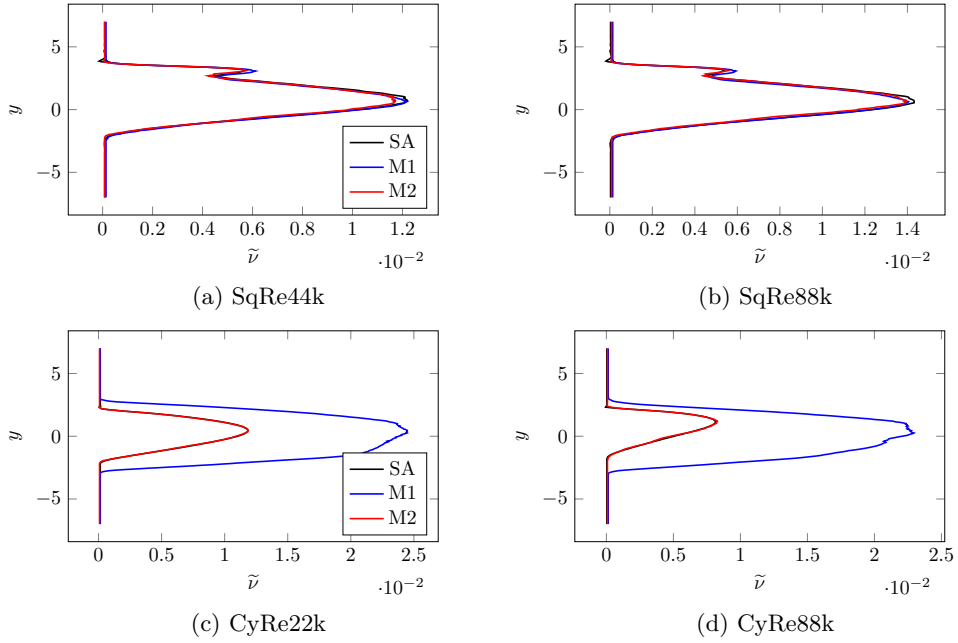 5
0
−5
y
SA
M1
M2
0 0.2 0.4 0.6 0.8 1 1.2
·10−2
ν̃
(a) SqRe44k
5
0
−5
y
0 0.2 0.4 0.6 0.8 1 1.2 1.4
·10−2
ν̃
(b) SqRe88k
5
0
−5
y
SA
M1
M2
0 0.5 1 1.5 2 2.5
·10−2
ν̃
(c) CyRe22k
5
0
−5
y
0 0.5 1 1.5 2 2.5
·10−2
ν̃
(d) CyRe88k